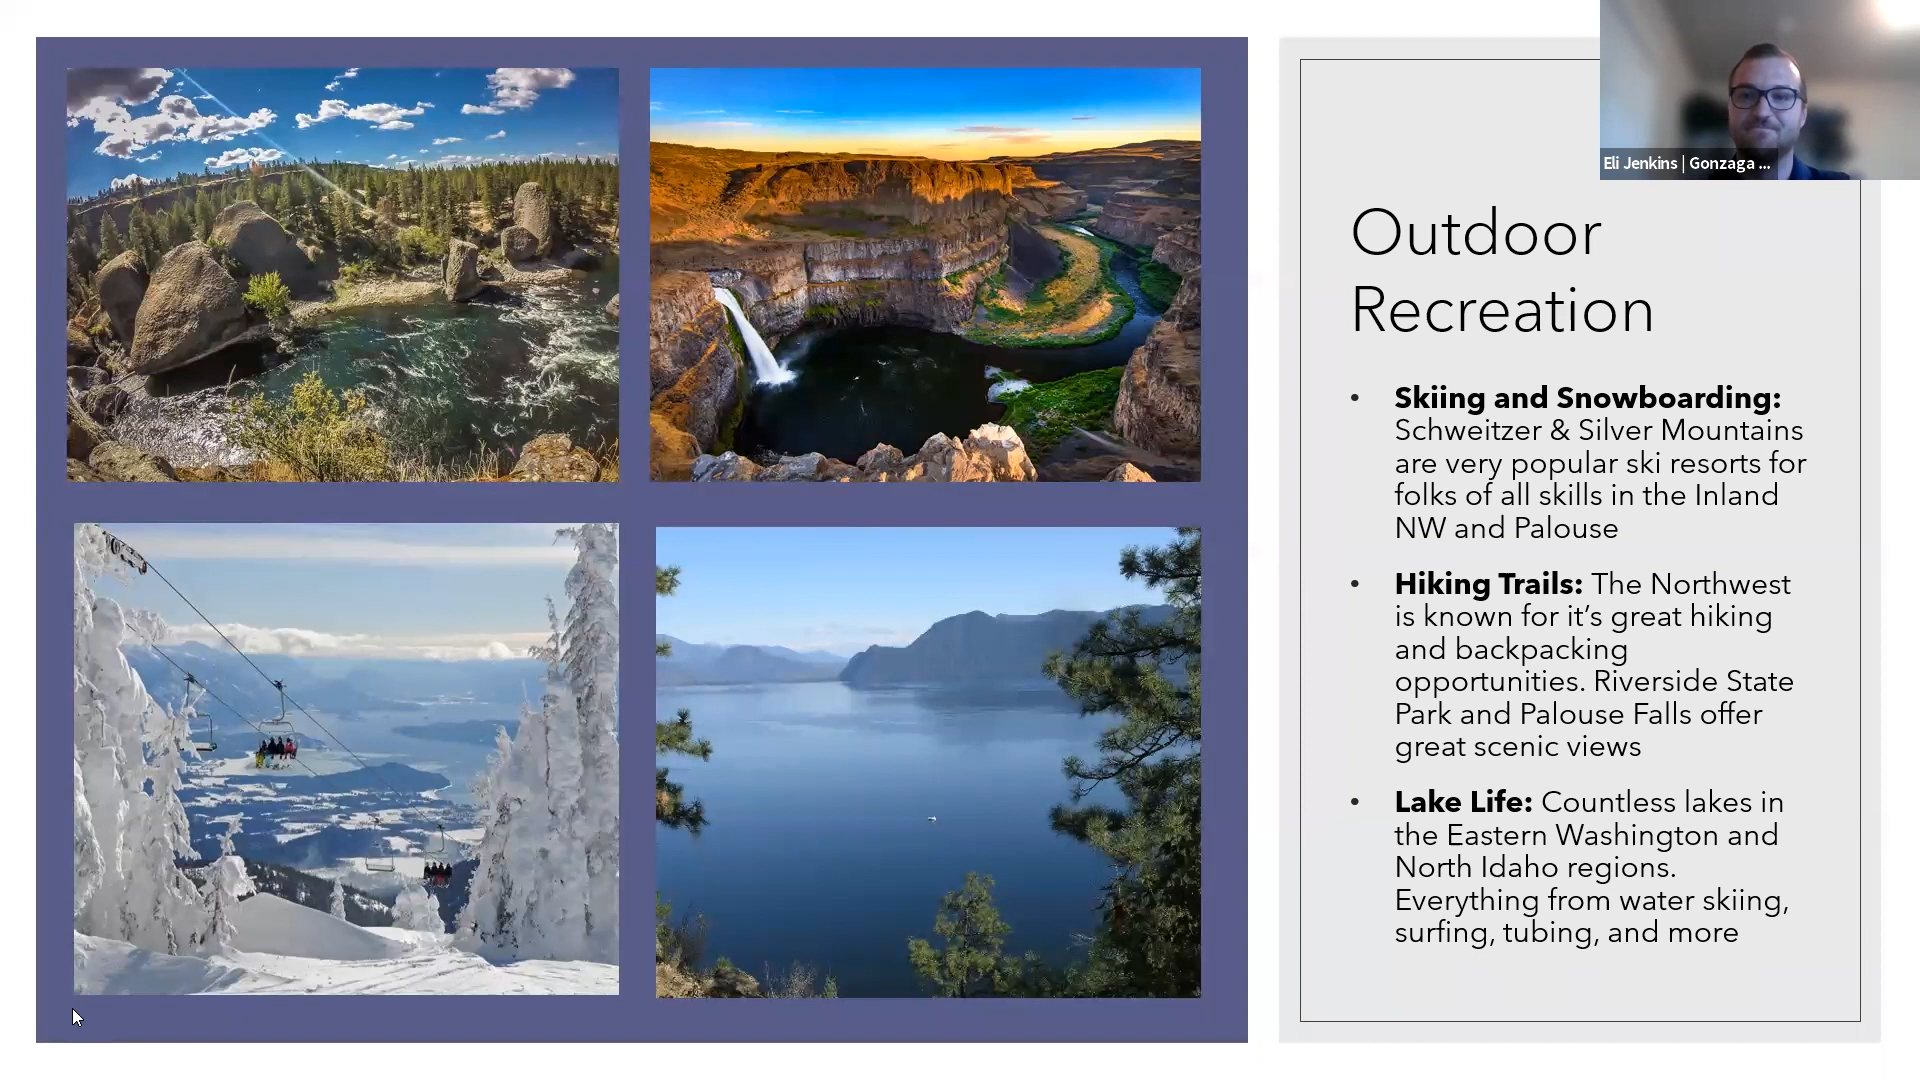 Eli Jenkins | Gonzaga ...
Outdoor
Recreation
• Skiing and Snowboarding:
Schweitzer & Silver Mountains
are very popular ski resorts for
folks of all skills in the Inland
NW and Palouse
• Hiking Trails: The Northwest
is known for it’s great hiking
and backpacking
opportunities. Riverside State
Park and Palouse Falls offer
great scenic views
• Lake Life: Countless lakes in
the Eastern Washington and
North Idaho regions.
Everything from water skiing,
surfing, tubing, and more